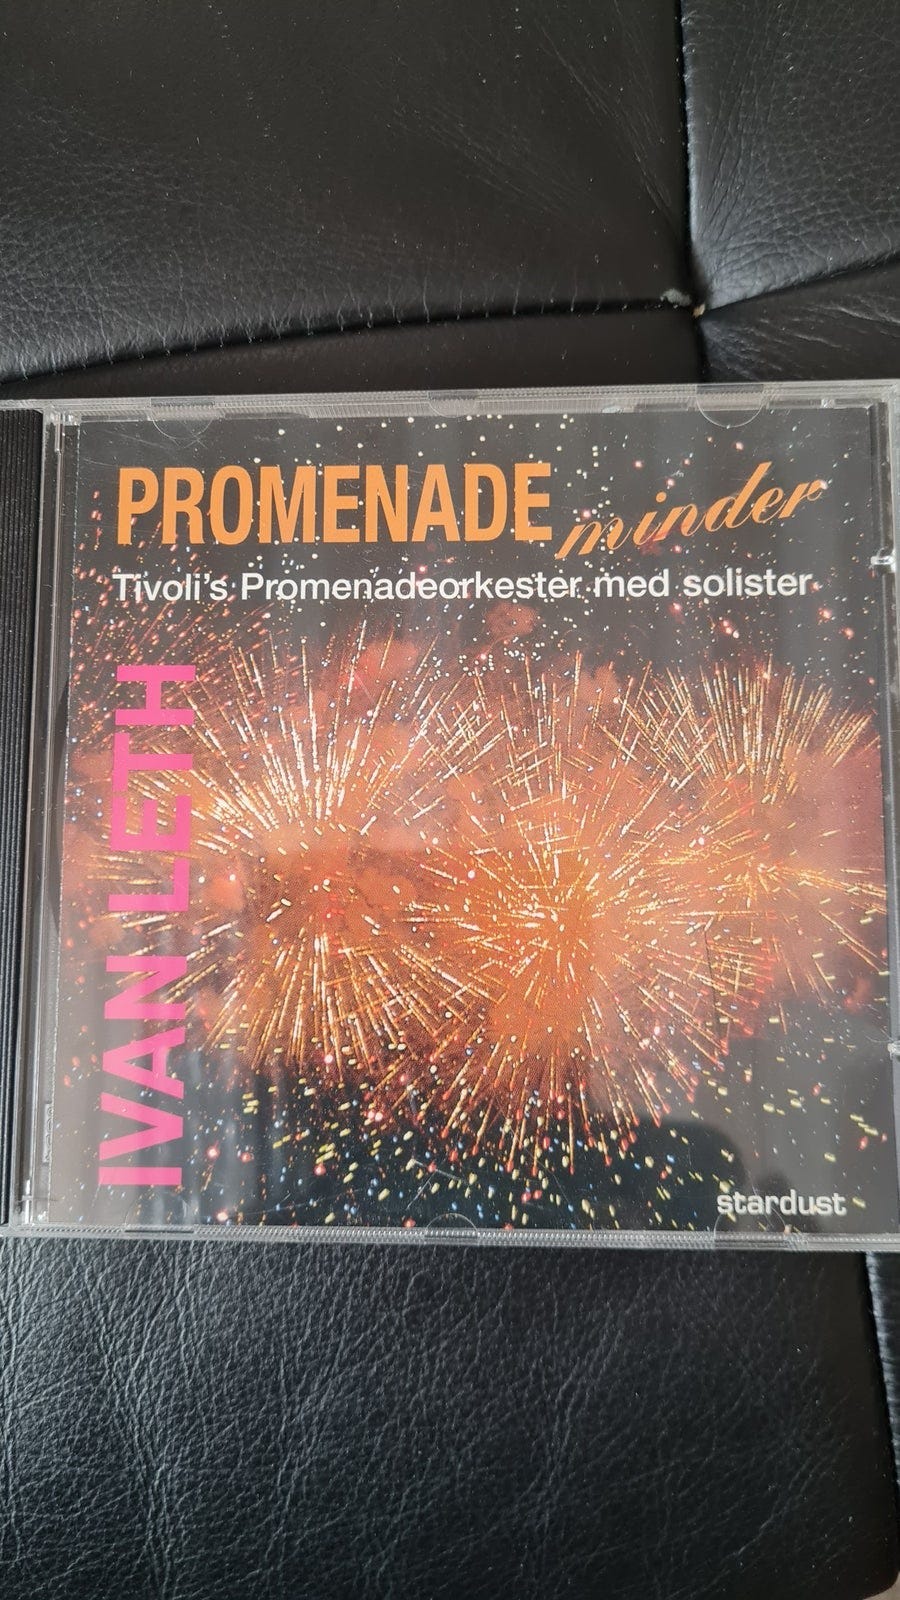 PROMENADE minder
Tivoli's Promenadeorkester med solister
IVAN LETH
stardust